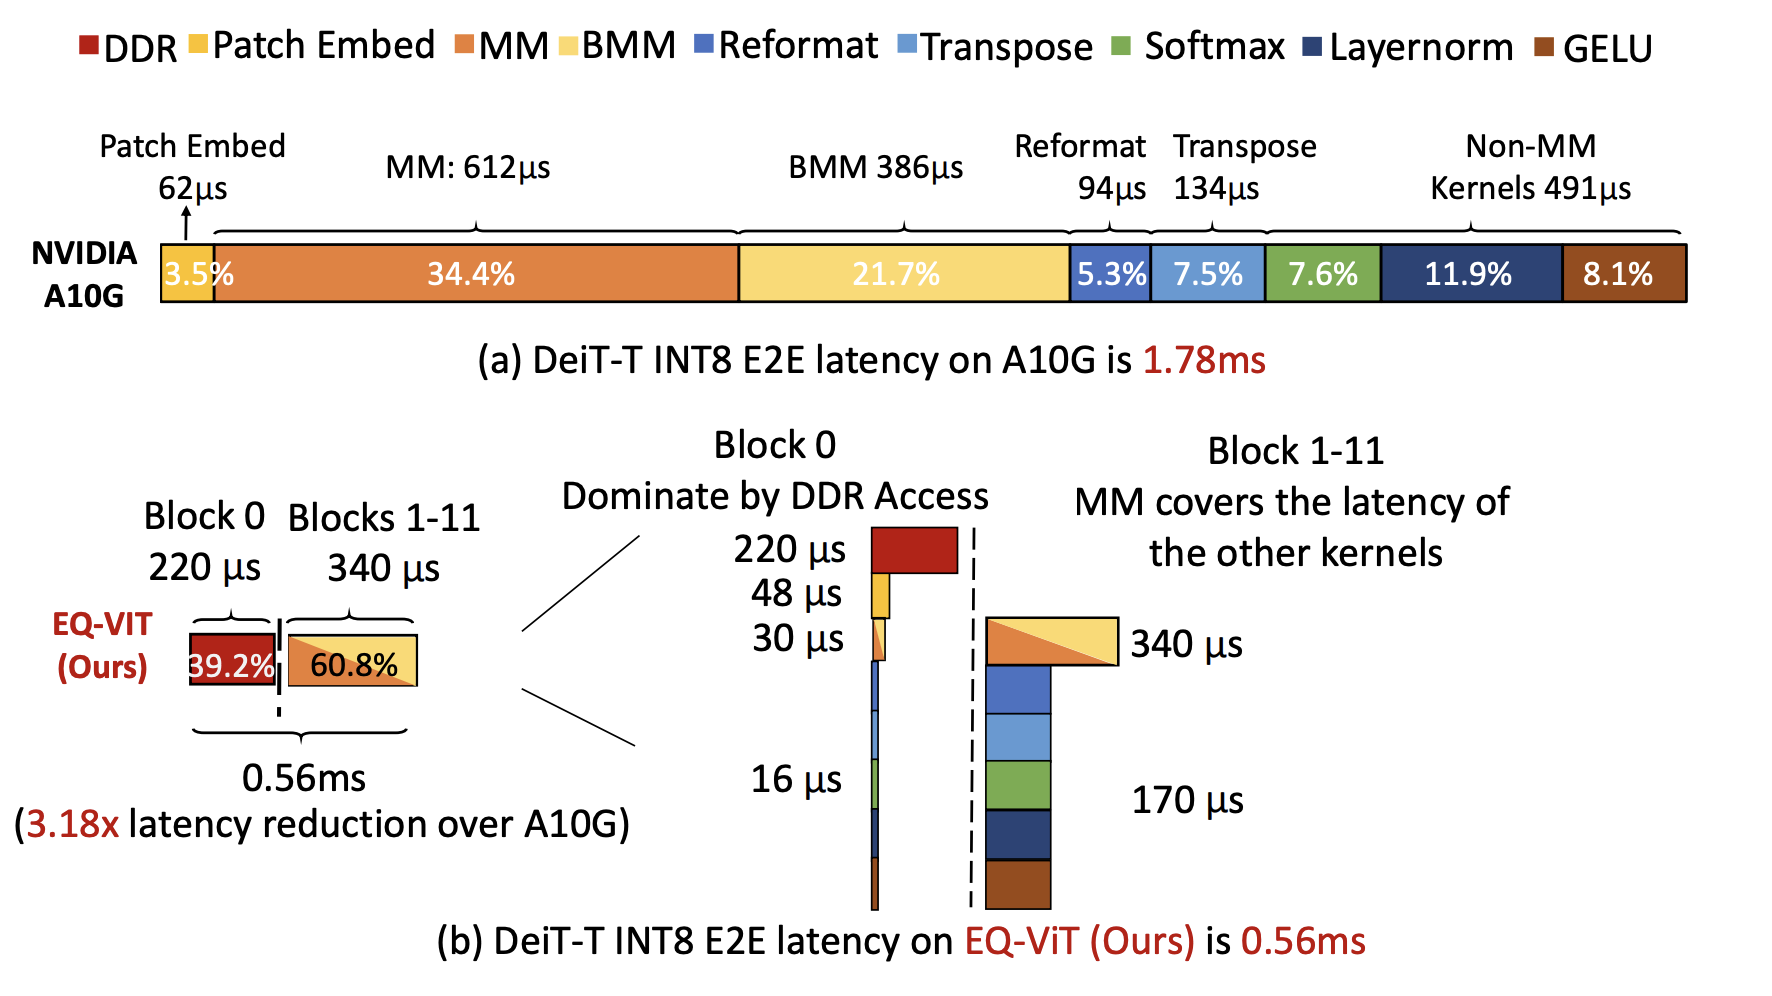 DDR Patch Embed MM BMM Reformat Transpose Softmax Layernorm GELU
Patch Embed
62µs
MM: 612µs
BMM 386µs
Reformat
94µs
Transpose
134µs
Non-MM
Kernels 491µs
NVIDIA
A10G
3.5% 34.4% 21.7% 5.3% 7.5% 7.6% 11.9% 8.1%
(a) DeiT-T INT8 E2E latency on A10G is 1.78ms
Block 0
220 µs
Blocks 1-11
340 µs
EQ-VIT
(Ours)
39.2% 60.8%
0.56ms
(3.18x latency reduction over A10G)
Block 0
Dominate by DDR Access
220 µs
48 µs
30 µs
16 µs
Block 1-11
MM covers the latency of
the other kernels
340 µs
170 µs
(b) DeiT-T INT8 E2E latency on EQ-ViT (Ours) is 0.56ms